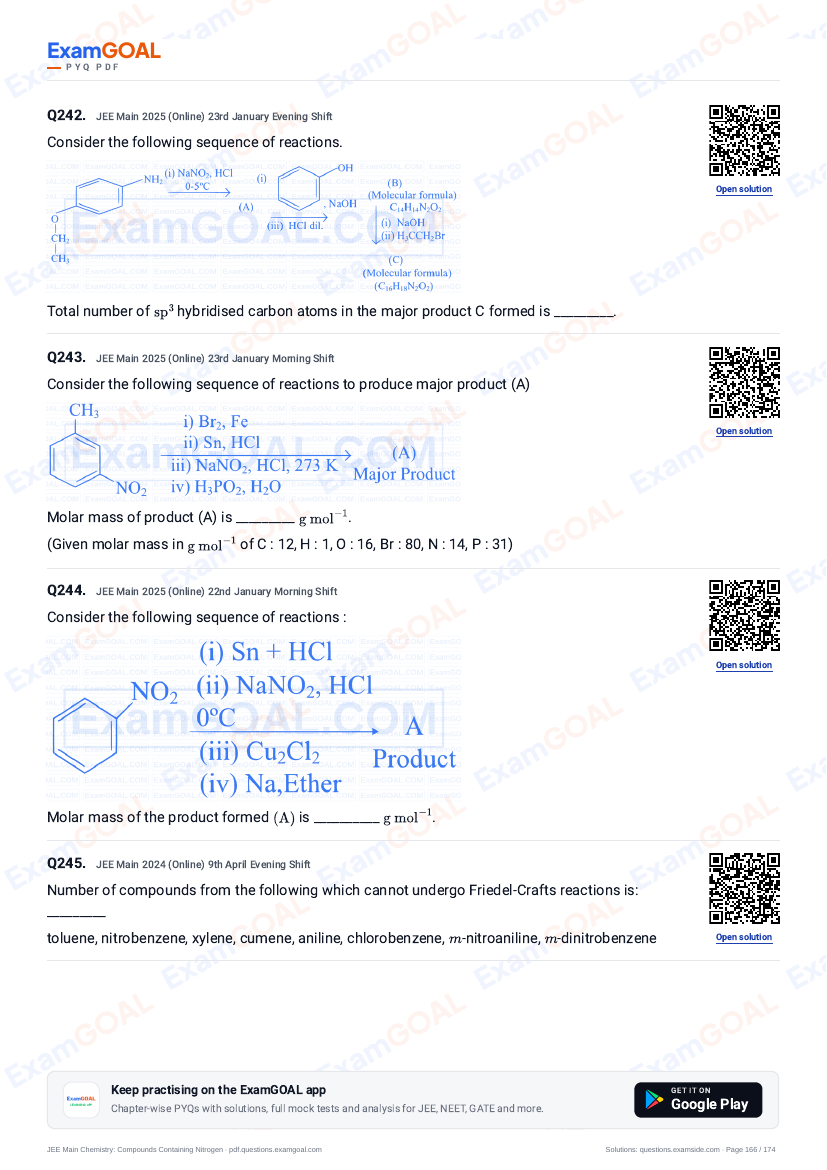 ExamGOAL
PYQ PDF
Q242. JEE Main 2025 (Online) 23rd January Evening Shift
Consider the following sequence of reactions.
NH₂ (i) NaNO₂, HCl
0-5°C
(A)
O
CH₂
CH₃
(i)
OH
, NaOH
(iii) HCl dil.
(B)
(Molecular formula)
C₁₄H₁₄N₂O₂
(i) NaOH
(ii) H₃CCH₂Br
(C)
(Molecular formula)
(C₁₆H₁₈N₂O₂)
Total number of sp³ hybridised carbon atoms in the major product C formed is ________.
Open solution
Q243. JEE Main 2025 (Online) 23rd January Morning Shift
Consider the following sequence of reactions to produce major product (A)
CH₃
NO₂
i) Br₂, Fe
ii) Sn, HCl
iii) NaNO₂, HCl, 273 K
iv) H₃PO₂, H₂O
(A)
Major Product
Molar mass of product (A) is ________ g mol⁻¹.
(Given molar mass in g mol⁻¹ of C : 12, H : 1, O : 16, Br : 80, N : 14, P : 31)
Open solution
Q244. JEE Main 2025 (Online) 22nd January Morning Shift
Consider the following sequence of reactions :
NO₂
(i) Sn + HCl
(ii) NaNO₂, HCl
0°C
(iii) Cu₂Cl₂
(iv) Na,Ether
A
Product
Molar mass of the product formed (A) is _________ g mol⁻¹.
Open solution
Q245. JEE Main 2024 (Online) 9th April Evening Shift
Number of compounds from the following which cannot undergo Friedel-Crafts reactions is:
________
toluene, nitrobenzene, xylene, cumene, aniline, chlorobenzene, m-nitroaniline, m-dinitrobenzene
Open solution
Keep practising on the ExamGOAL app
Chapter-wise PYQs with solutions, full mock tests and analysis for JEE, NEET, GATE and more.
GET IT ON
Google Play
JEE Main Chemistry: Compounds Containing Nitrogen · pdf.questions.examgoal.com
Solutions: questions.examside.com · Page 166 / 174